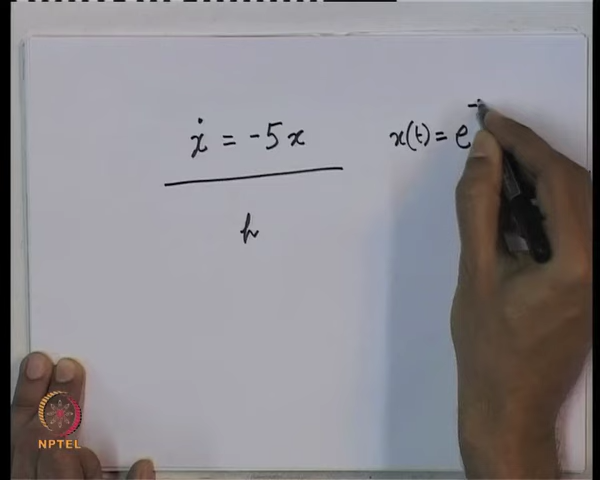 ẋ = -5x x(t) = e^-
h
NPTEL